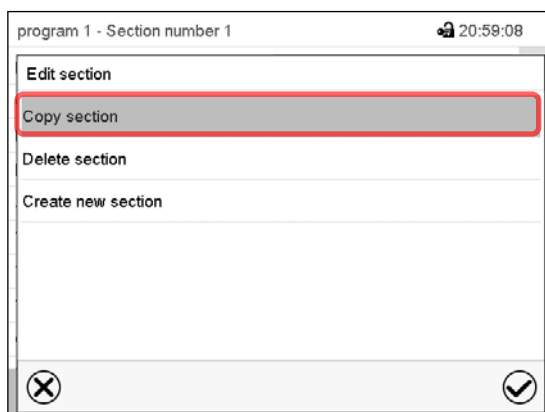 program 1 - Section number 1 20:59:08
Edit section
Copy section
Delete section
Create new section